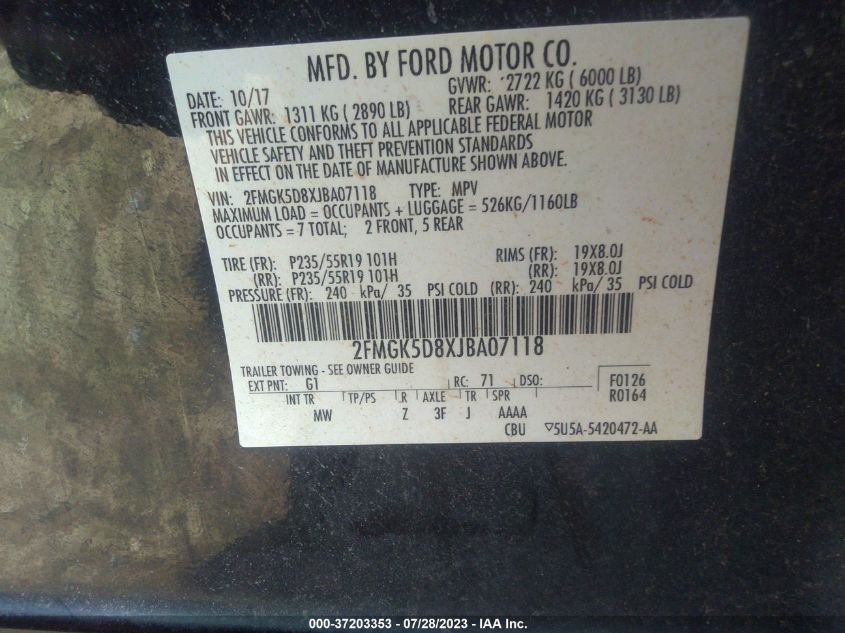 MFD. BY FORD MOTOR CO.
DATE: 10/17 GVWR: 2722 KG ( 6000 LB)
FRONT GAWR: 1311 KG ( 2890 LB) REAR GAWR: 1420 KG ( 3130 LB)
THIS VEHICLE CONFORMS TO ALL APPLICABLE FEDERAL MOTOR
VEHICLE SAFETY AND THEFT PREVENTION STANDARDS
IN EFFECT ON THE DATE OF MANUFACTURE SHOWN ABOVE.
VIN: 2FMGK5D8XJBA07118 TYPE: MPV
MAXIMUM LOAD = OCCUPANTS + LUGGAGE = 526KG/1160LB
OCCUPANTS = 7 TOTAL; 2 FRONT, 5 REAR
TIRE (FR): P235/55R19 101H RIMS (FR): 19X8.0J
(RR): P235/55R19 101H (RR): 19X8.0J
PRESSURE (FR): 240 kPa/ 35 PSI COLD (RR): 240 kPa/ 35 PSI COLD
2FMGK5D8XJBA07118
TRAILER TOWING - SEE OWNER GUIDE
EXT PNT: G1 RC: 71 DSO: F0126
INT TR TP/PS R AXLE TR SPR R0164
MW Z 3F J AAAA
CBU ▽5U5A-5420472-AA
000-37203353 / 07/28/2023 - IAA Inc.